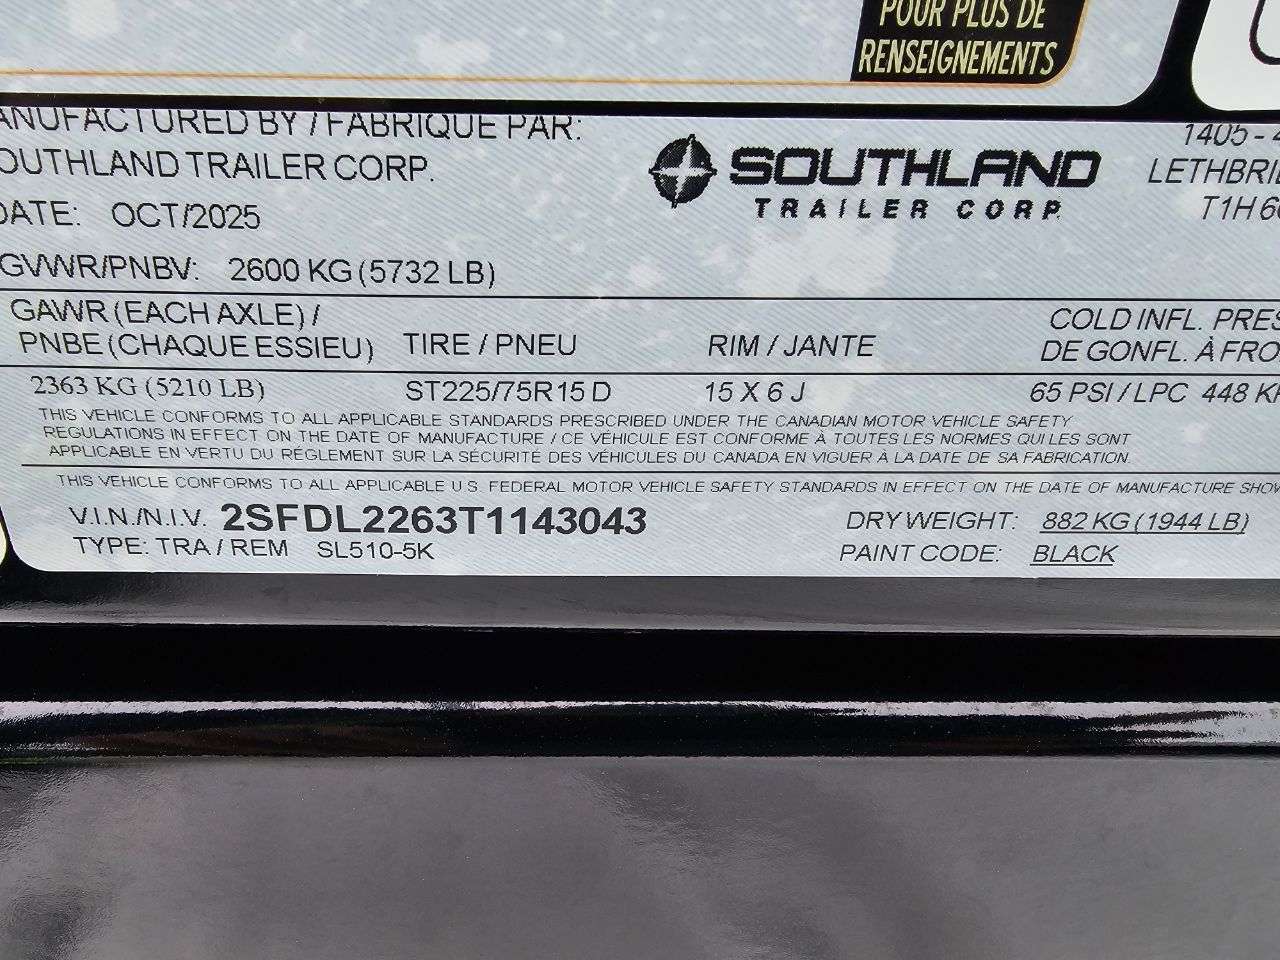 POUR PLUS DE
RENSEIGNEMENTS
ANUFACTURED BY / FABRIQUE PAR:
OUTHLAND TRAILER CORP.
DATE: OCT/2025
SOUTHLAND
TRAILER CORP.
1405 - 4
LETHBRID
T1H 6G
GVWR/PNBV: 2600 KG (5732 LB)
GAWR (EACH AXLE) /
PNBE (CHAQUE ESSIEU) TIRE / PNEU RIM / JANTE
COLD INFL. PRES
DE GONFL. À FRO
2363 KG (5210 LB) ST225/75R15 D 15 X 6 J 65 PSI / LPC 448 KP
THIS VEHICLE CONFORMS TO ALL APPLICABLE STANDARDS PRESCRIBED UNDER THE CANADIAN MOTOR VEHICLE SAFETY
REGULATIONS IN EFFECT ON THE DATE OF MANUFACTURE / CE VÉHICULE EST CONFORME À TOUTES LES NORMES QUI LES SONT
APPLICABLE EN VERTU DU RÉGLEMENT SUR LA SÉCURITÉ DES VÉHICULES DU CANADA EN VIGUER À LA DATE DE SA FABRICATION.
THIS VEHICLE CONFORMS TO ALL APPLICABLE U.S. FEDERAL MOTOR VEHICLE SAFETY STANDARDS IN EFFECT ON THE DATE OF MANUFACTURE SHOW
V.I.N./N.I.V. 2SFDL2263T1143043 DRY WEIGHT: 882 KG (1944 LB)
TYPE: TRA / REM SL510-5K PAINT CODE: BLACK